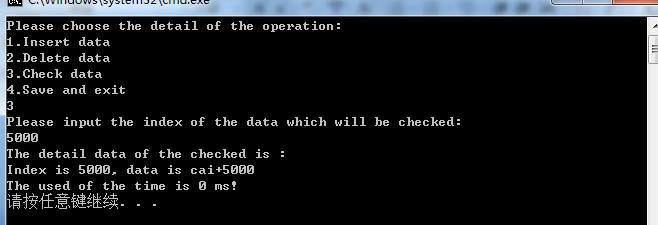 C:\Windows\system32\cmd.exe
Please choose the detail of the operation:
1.Insert data
2.Delete data
3.Check data
4.Save and exit
3
Please input the index of the data which will be checked:
5000
The detail data of the checked is :
Index is 5000, data is cai+5000
The used of the time is 0 ms!
请按任意键继续. . .